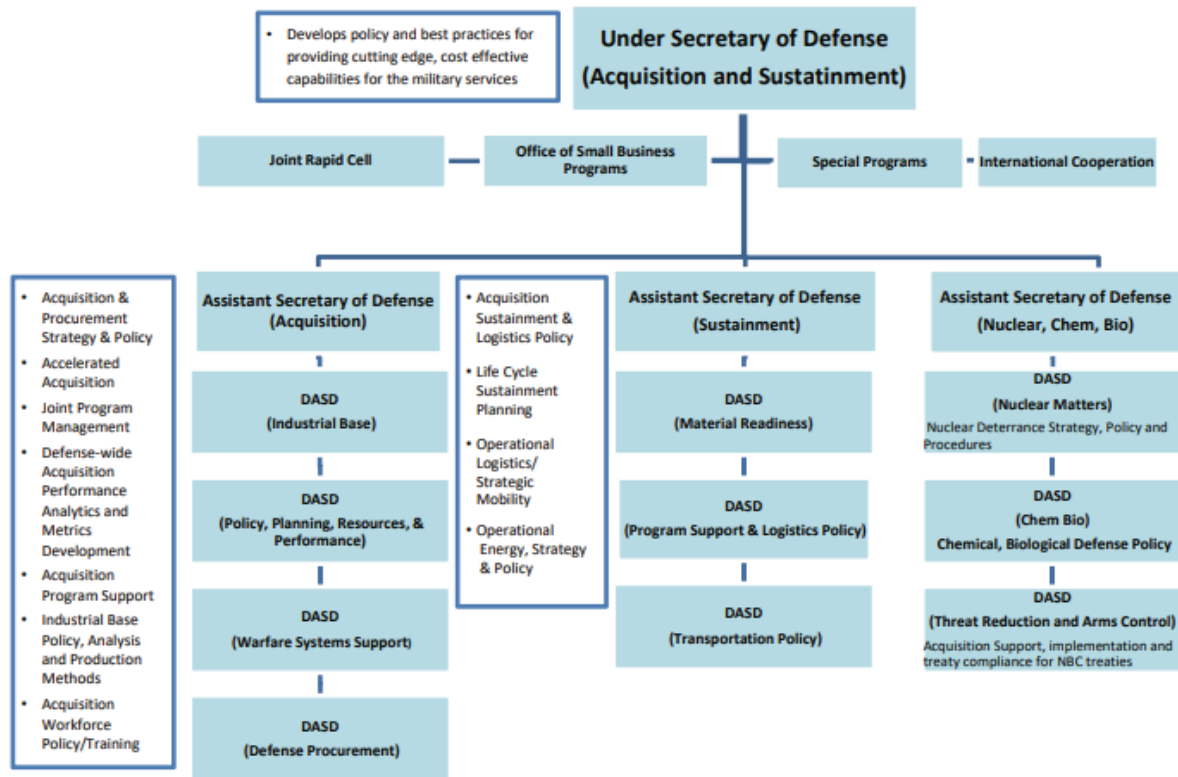 • Develops policy and best practices for
providing cutting edge, cost effective
capabilities for the military services
Under Secretary of Defense
(Acquisition and Sustatinment)
Joint Rapid Cell
Office of Small Business
Programs
Special Programs
International Cooperation
• Acquisition &
Procurement
Strategy & Policy
• Accelerated
Acquisition
• Joint Program
Management
• Defense-wide
Acquisition
Performance
Analytics and
Metrics
Development
• Acquisition
Program Support
• Industrial Base
Policy, Analysis
and Production
Methods
• Acquisition
Workforce
Policy/Training
Assistant Secretary of Defense
(Acquisition)
DASD
(Industrial Base)
DASD
(Policy, Planning, Resources, &
Performance)
DASD
(Warfare Systems Support)
DASD
(Defense Procurement)
• Acquisition
Sustainment &
Logistics Policy
• Life Cycle
Sustainment
Planning
• Operational
Logistics/
Strategic
Mobility
• Operational
Energy, Strategy
& Policy
Assistant Secretary of Defense
(Sustainment)
DASD
(Material Readiness)
DASD
(Program Support & Logistics Policy)
DASD
(Transportation Policy)
Assistant Secretary of Defense
(Nuclear, Chem, Bio)
DASD
(Nuclear Matters)
Nuclear Deterrance Strategy, Policy and
Procedures
DASD
(Chem Bio)
Chemical, Biological Defense Policy
DASD
(Threat Reduction and Arms Control)
Acquisition Support, implementation and
treaty compliance for NBC treaties